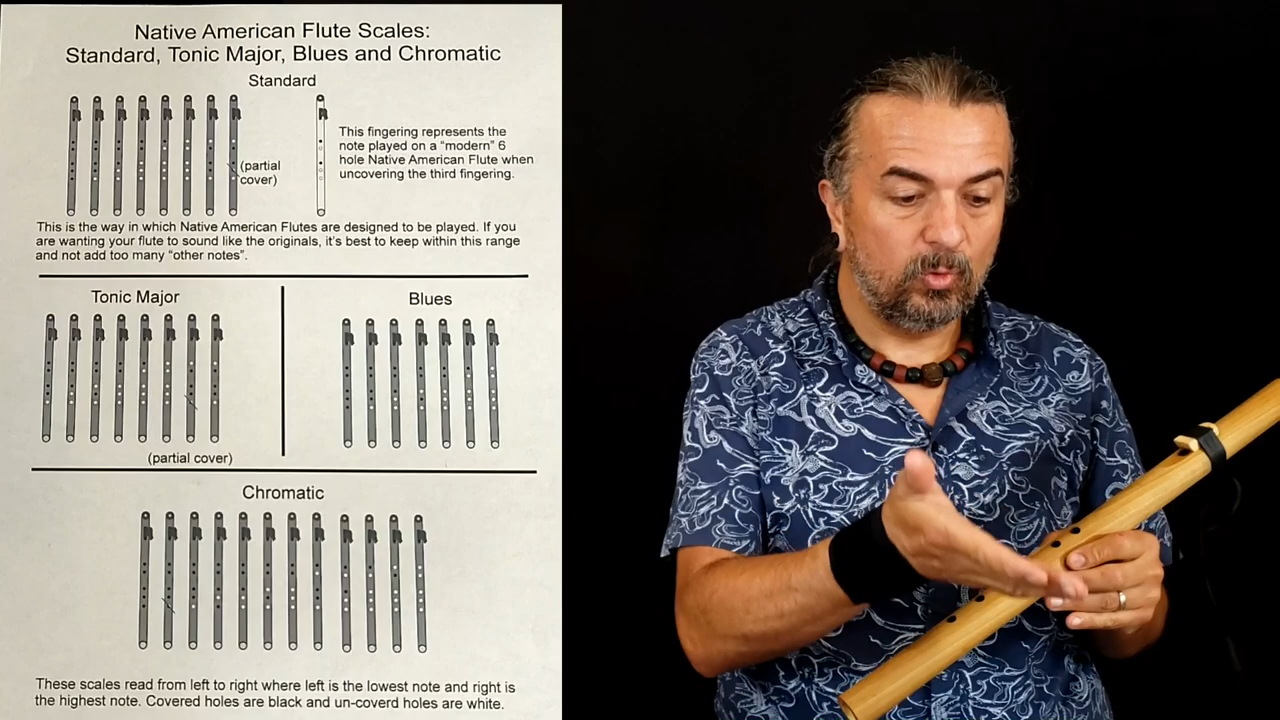 Native American Flute Scales:
Standard, Tonic Major, Blues and Chromatic
Standard
(partial
cover)
This fingering represents the
note played on a "modern" 6
hole Native American Flute when
uncovering the third fingering.
This is the way in which Native American Flutes are designed to be played. If you
are wanting your flute to sound like the originals, it's best to keep within this range
and not add too many "other notes".
Tonic Major
(partial cover)
Blues
Chromatic
These scales read from left to right where left is the lowest note and right is
the highest note. Covered holes are black and un-coverd holes are white.